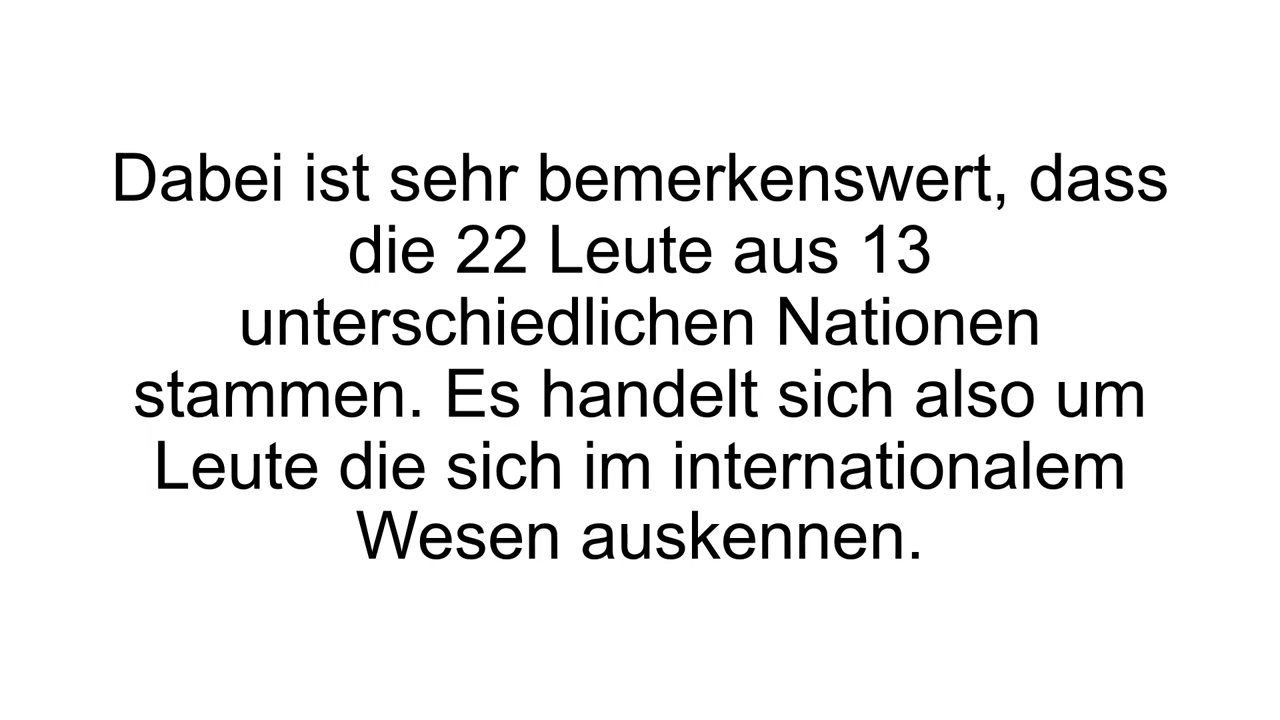 Dabei ist sehr bemerkenswert, dass
die 22 Leute aus 13
unterschiedlichen Nationen
stammen. Es handelt sich also um
Leute die sich im internationalem
Wesen auskennen.